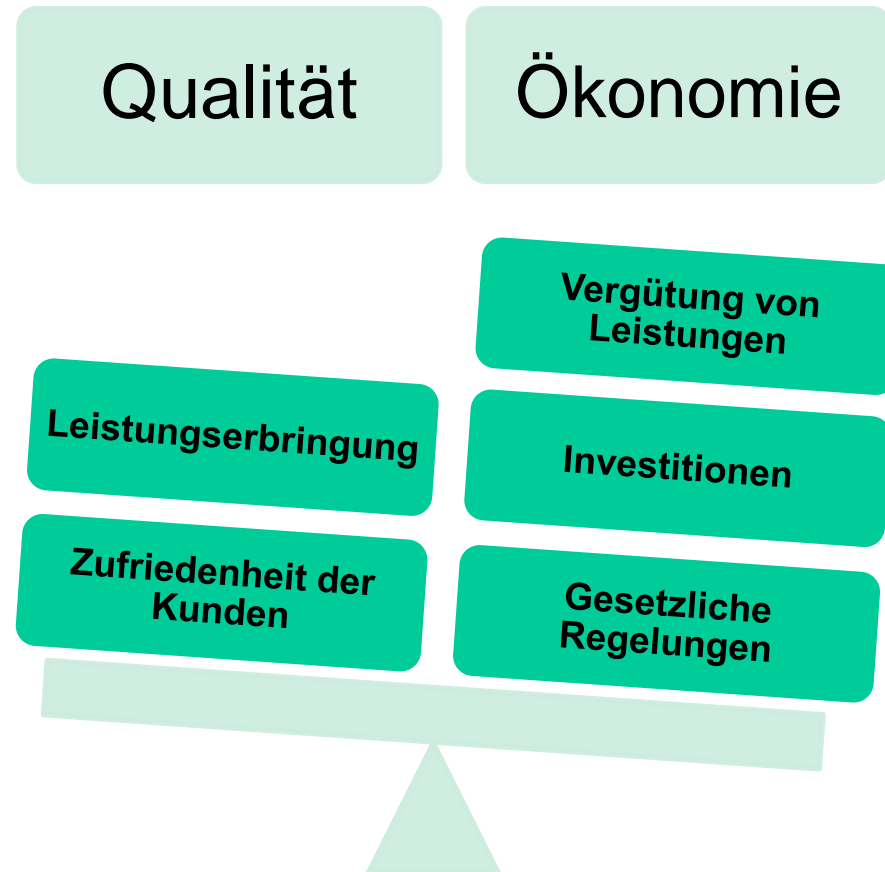 Qualität
Ökonomie
Leistungserbringung
Zufriedenheit der
Kunden
Vergütung von
Leistungen
Investitionen
Gesetzliche
Regelungen